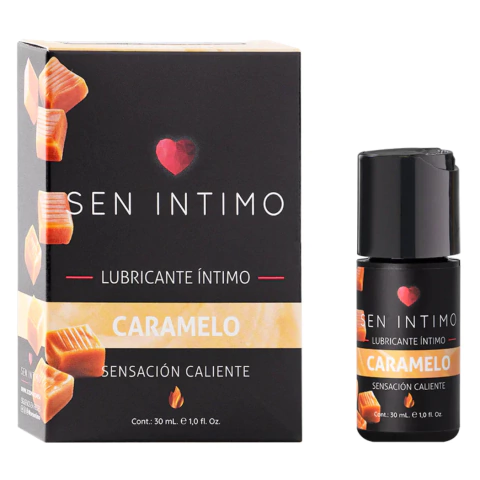 SEN INTIMO
LUBRICANTE ÍNTIMO
CARAMELO
SENSACIÓN CALIENTE
Cont.: 30 mL. ℮ 1,0 fl. Oz.
SEN INTIMO
SEN INTIMO
LUBRICANTE ÍNTIMO
CARAMELO
SENSACIÓN CALIENTE
Cont.: 30 mL. ℮ 1,0 fl. Oz.